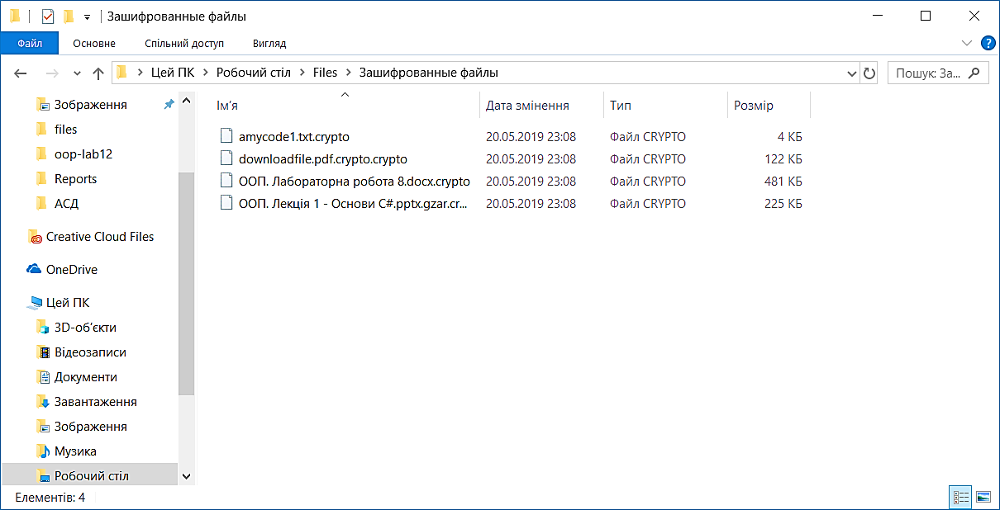 Зашифрованные файлы
Файл Основне Спільний доступ Вигляд
Цей ПК Робочий стіл Files Зашифрованные файлы Пошук: За...
Зображення
files
oop-lab12
Reports
АСД
Creative Cloud Files
OneDrive
Цей ПК
3D-об'єкти
Відеозаписи
Документи
Завантаження
Зображення
Музика
Робочий стіл
Ім'я Дата змінення Тип Розмір
amycode1.txt.crypto 20.05.2019 23:08 Файл CRYPTO 4 КБ
downloadfile.pdf.crypto.crypto 20.05.2019 23:08 Файл CRYPTO 122 КБ
ООП. Лабораторна робота 8.docx.crypto 20.05.2019 23:08 Файл CRYPTO 481 КБ
ООП. Лекція 1 - Основи C#.pptx.gzar.cr... 20.05.2019 23:08 Файл CRYPTO 225 КБ
Елементів: 4